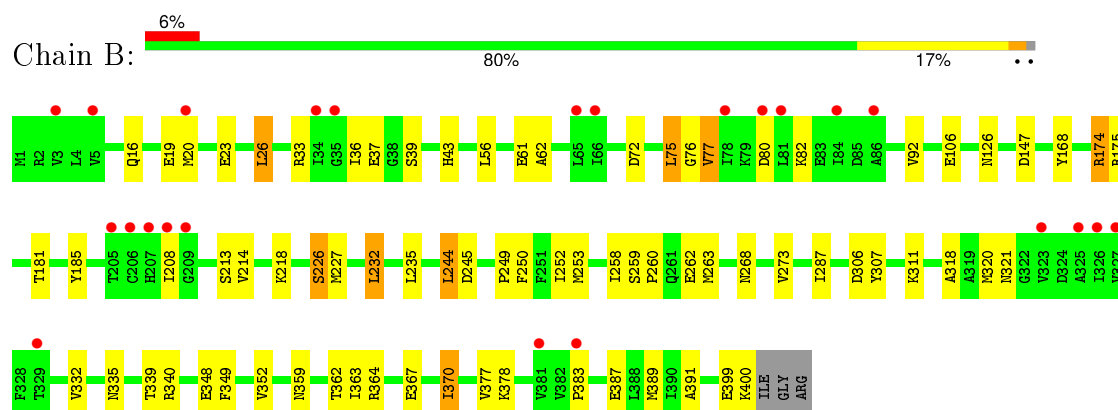 6%
Chain B:
80% 17% • •
M1 R2 V3 L4 V5 Q16 E19 M20 E23 L26 R33 I34 G35 I36 E37 G38 S39 H43 L56 E61 A62 L65 I66 D72 L75 G76 V77 I78 K79 D80 L81 K82 E83 I84 D85 A86 V92 E106 N126 D147 Y168 R174
T181 Y185 T205 C206 H207 I208 G209 S213 V214 K218 S226 M227 L232 L235 L244 D245 P249 F250 F251 I252 M253 I258 S259 P260 Q261 E262 M263 N268 V273 I287 D306 Y307 K311 A318 A319 M320 N321 G322 V323 D324 A325 I326
F328 T329 V332 N335 T339 R340 E348 F349 V352 N359 T362 I363 R364 E367 I370 V377 K378 V381 V382 P383 E387 L388 M389 I390 A391 E399 K400 ILE GLY ARG